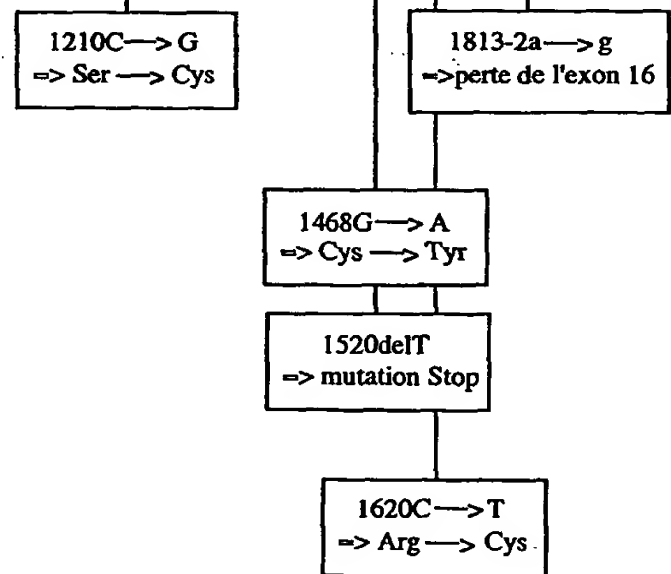 1210C—> G
=> Ser —> Cys
1813-2a—> g
=>perte de l'exon 16
1468G—> A
=> Cys —> Tyr
1520delT
=> mutation Stop
1620C—>T
=> Arg —> Cys